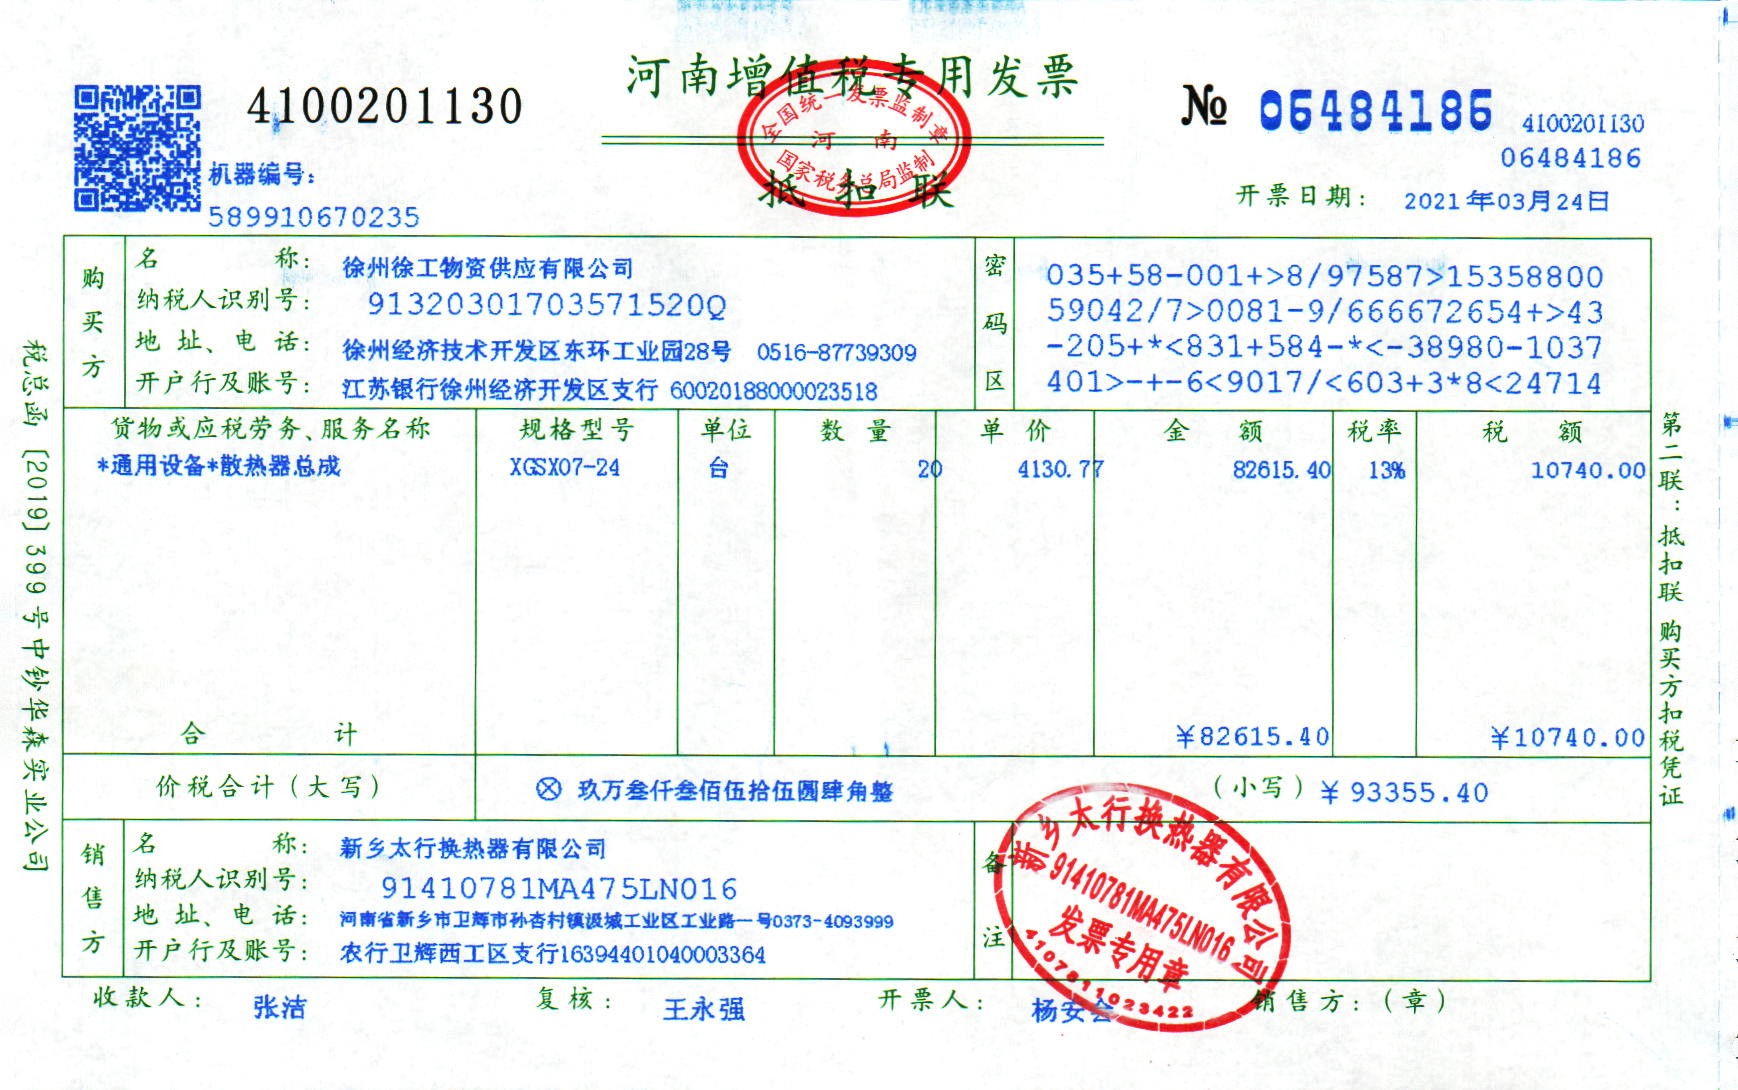 河南增值税专用发票
4100201130
№ 06484186
4100201130
06484186
全国统一发票监制章
河 南
国家税务总局监制
抵扣联
机器编号:
589910670235
开票日期: 2021年03月24日
购买方
名 称: 徐州徐工物资供应有限公司
纳税人识别号: 91320301703571520Q
地址、电话: 徐州经济技术开发区东环工业园28号 0516-87739309
开户行及账号: 江苏银行徐州经济开发区支行 60020188000023518
密码区
035+58-001+>8/97587>15358800
59042/7>0081-9/666672654+>43
-205+*<831+584-*<-38980-1037
401>-+-6<9017/<603+3*8<24714
货物或应税劳务、服务名称 规格型号 单位 数量 单价 金额 税率 税额
*通用设备*散热器总成 XGSX07-24 台 20 4130.77 82615.40 13% 10740.00
合 计 ¥82615.40 ¥10740.00
价税合计(大写) ⊗ 玖万叁仟叁佰伍拾伍圆肆角整 (小写) ¥93355.40
销售方
名 称: 新乡太行换热器有限公司
纳税人识别号: 91410781MA475LN016
地址、电话: 河南省新乡市卫辉市孙杏村镇汲城工业区工业路一号0373-4093999
开户行及账号: 农行卫辉西工区支行16394401040003364
备注
新乡太行换热器有限公司
91410781MA475LN016
发票专用章
4107811023422
收款人: 张洁 复核: 王永强 开票人: 杨安会 销售方:(章)
税总函[2019]399号中钞华森实业公司
第二联:抵扣联 购买方扣税凭证